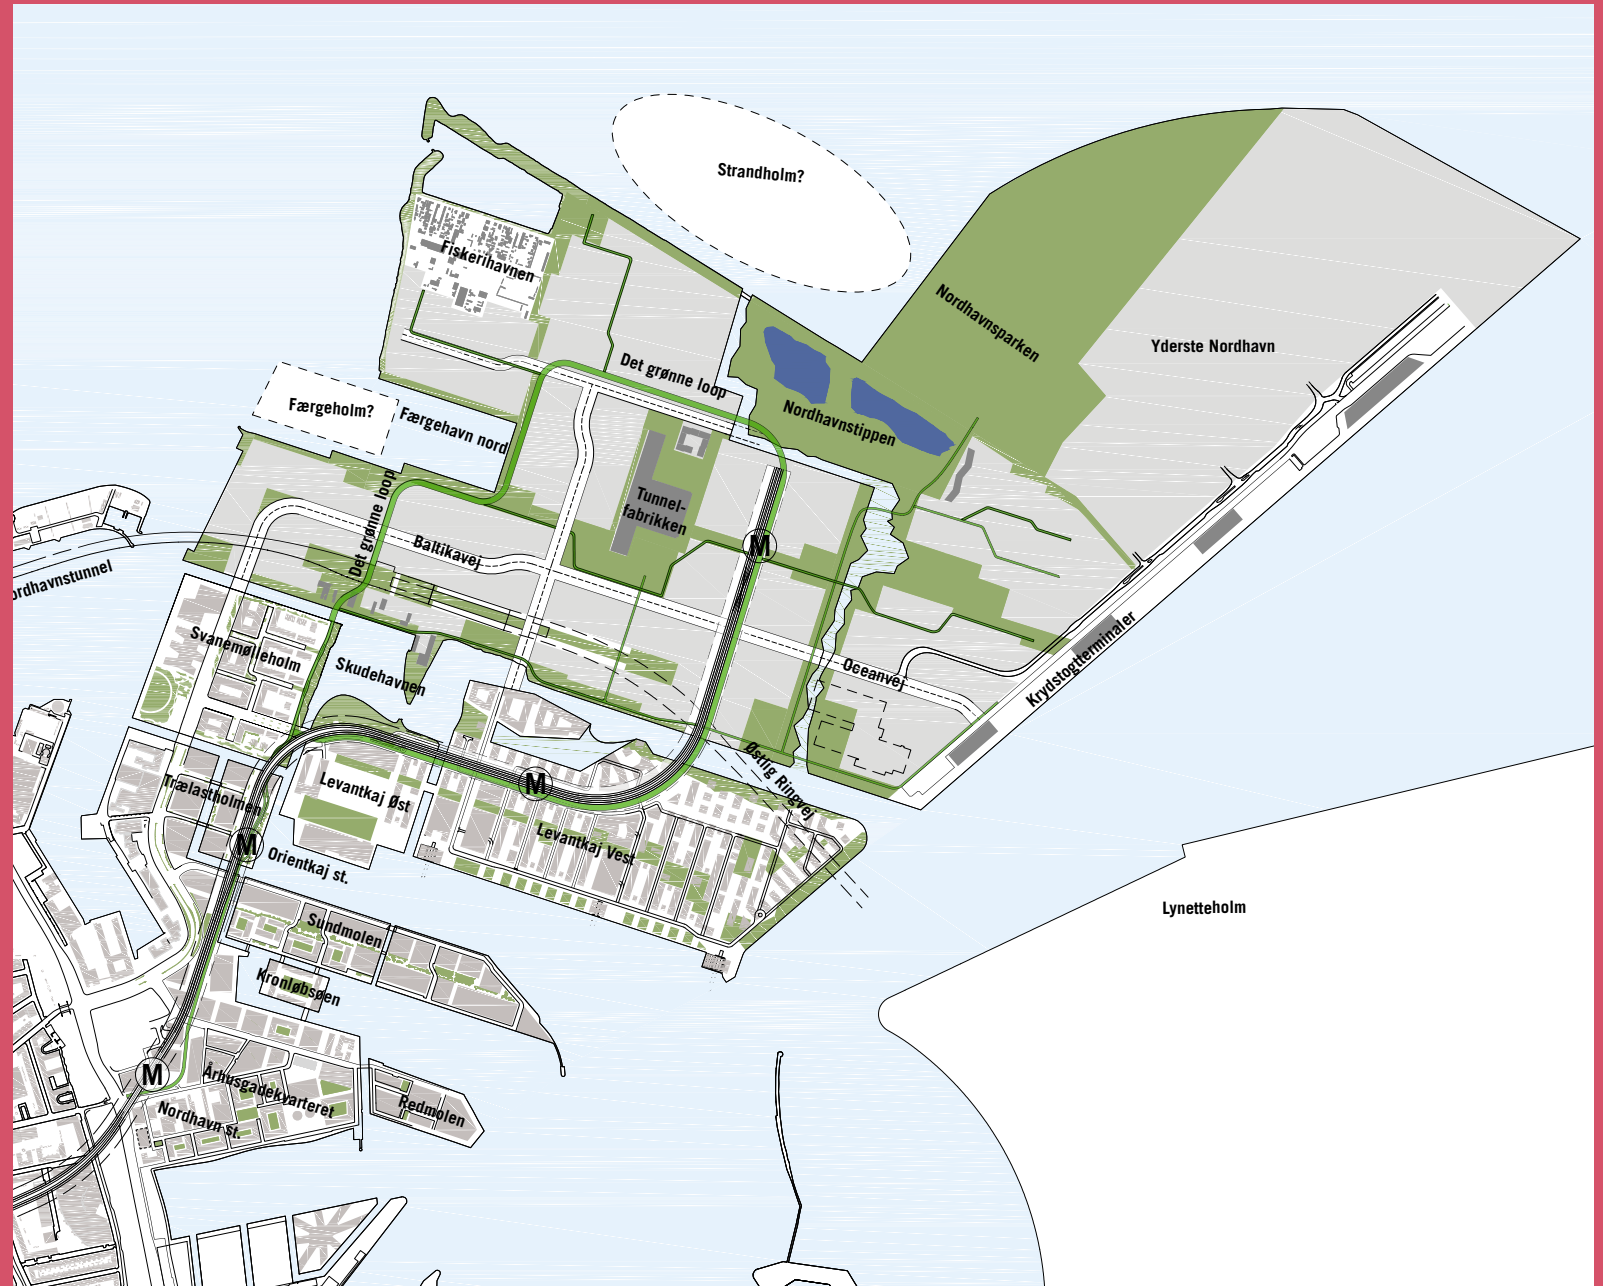 Strandholm?
Fiskerihavnen
Nordhavnsparken
Yderste Nordhavn
Det grønne loop
Færgeholm?
Færgehavn nord
Nordhavnstippen
Tunnel-
fabrikken
Det grønne loop
Baltikavej
M
ordhavnstunnel
Svanemølleholm
Skudehavnen
Oceanvej
Krydstogtterminaler
Østlig Ringvej
Trælastholmen
Levantkaj Øst
M
Levantkaj Vest
M
Orientkaj st.
Lynetteholm
Sundmolen
Kronløbsøen
M
Århusgadekvarteret
Nordhavn st.
Redmolen